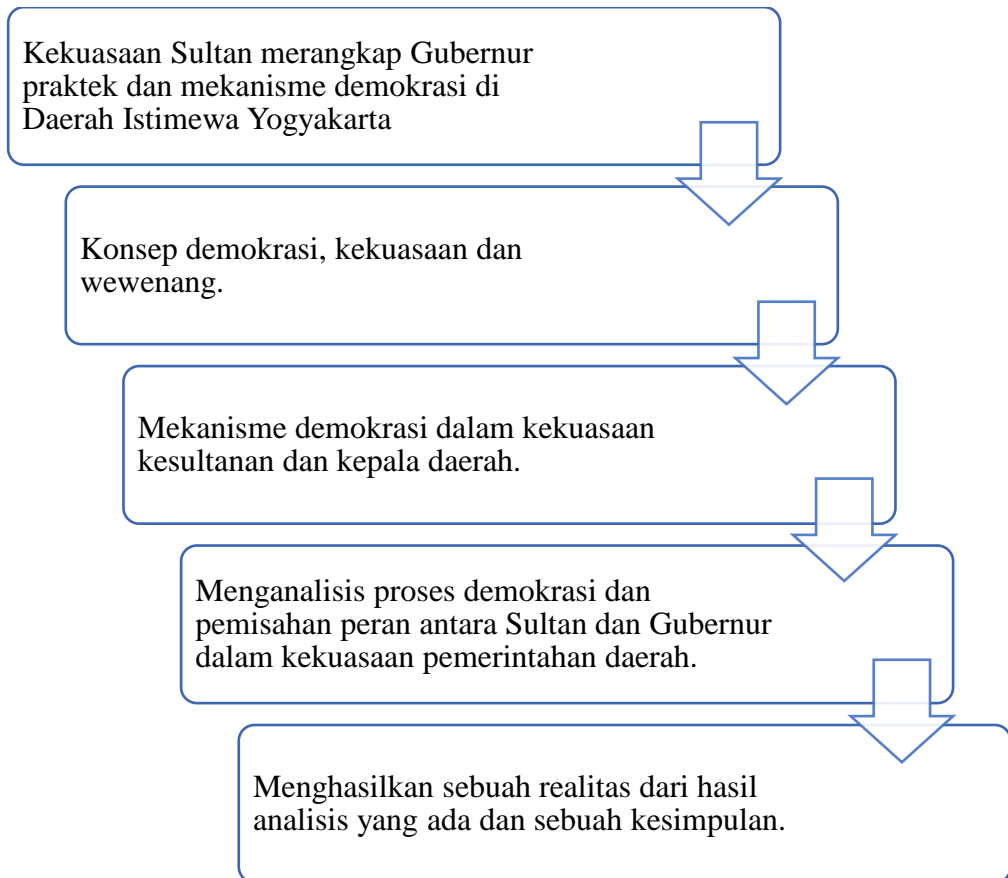 Kekuasaan Sultan merangkap Gubernur
praktek dan mekanisme demokrasi di
Daerah Istimewa Yogyakarta
Konsep demokrasi, kekuasaan dan
wewenang.
Mekanisme demokrasi dalam kekuasaan
kesultanan dan kepala daerah.
Menganalisis proses demokrasi dan
pemisahan peran antara Sultan dan Gubernur
dalam kekuasaan pemerintahan daerah.
Menghasilkan sebuah realitas dari hasil
analisis yang ada dan sebuah kesimpulan.